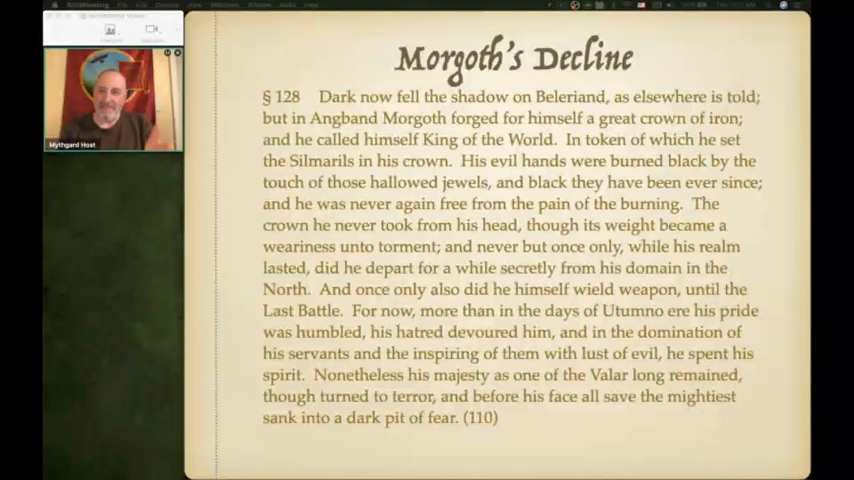 Morgoth's Decline
§ 128 Dark now fell the shadow on Beleriand, as elsewhere is told;
but in Angband Morgoth forged for himself a great crown of iron;
and he called himself King of the World. In token of which he set
the Silmarils in his crown. His evil hands were burned black by the
touch of those hallowed jewels, and black they have been ever since;
and he was never again free from the pain of the burning. The
crown he never took from his head, though its weight became a
weariness unto torment; and never but once only, while his realm
lasted, did he depart for a while secretly from his domain in the
North. And once only also did he himself wield weapon, until the
Last Battle. For now, more than in the days of Utumno ere his pride
was humbled, his hatred devoured him, and in the domination of
his servants and the inspiring of them with lust of evil, he spent his
spirit. Nonetheless his majesty as one of the Valar long remained,
though turned to terror, and before his face all save the mightiest
sank into a dark pit of fear. (110)
Mythgard Host